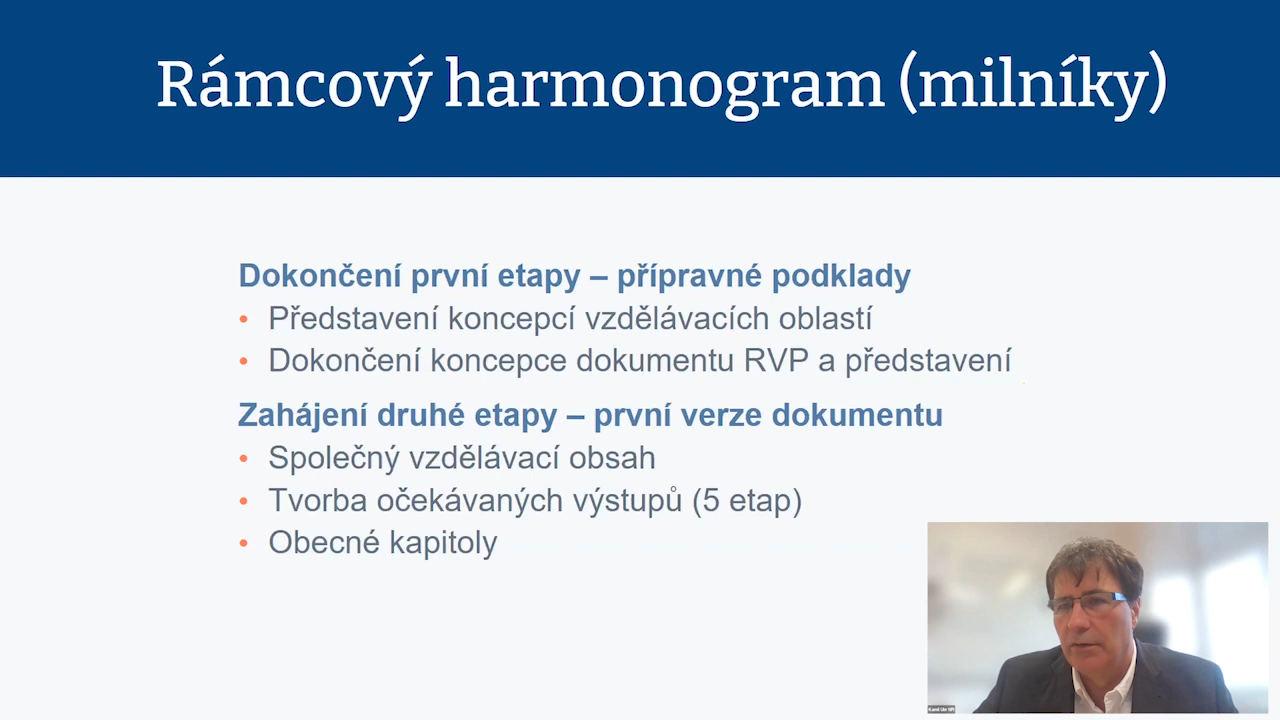 Rámcový harmonogram (milníky)
Dokončení první etapy – přípravné podklady
• Představení koncepcí vzdělávacích oblastí
• Dokončení koncepce dokumentu RVP a představení
Zahájení druhé etapy – první verze dokumentu
• Společný vzdělávací obsah
• Tvorba očekávaných výstupů (5 etap)
• Obecné kapitoly